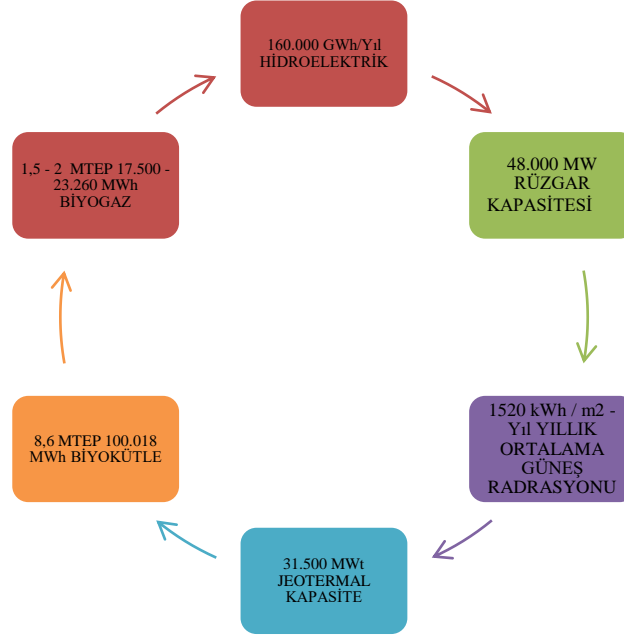 160.000 GWh/Yıl
HİDROELEKTRİK
48.000 MW
RÜZGAR
KAPASİTESİ
1520 kWh / m2 -
Yıl YILLIK
ORTALAMA
GÜNEŞ
RADRASYONU
31.500 MWt
JEOTERMAL
KAPASİTE
8,6 MTEP 100.018
MWh BİYOKÜTLE
1,5 - 2 MTEP 17.500 -
23.260 MWh
BİYOGAZ